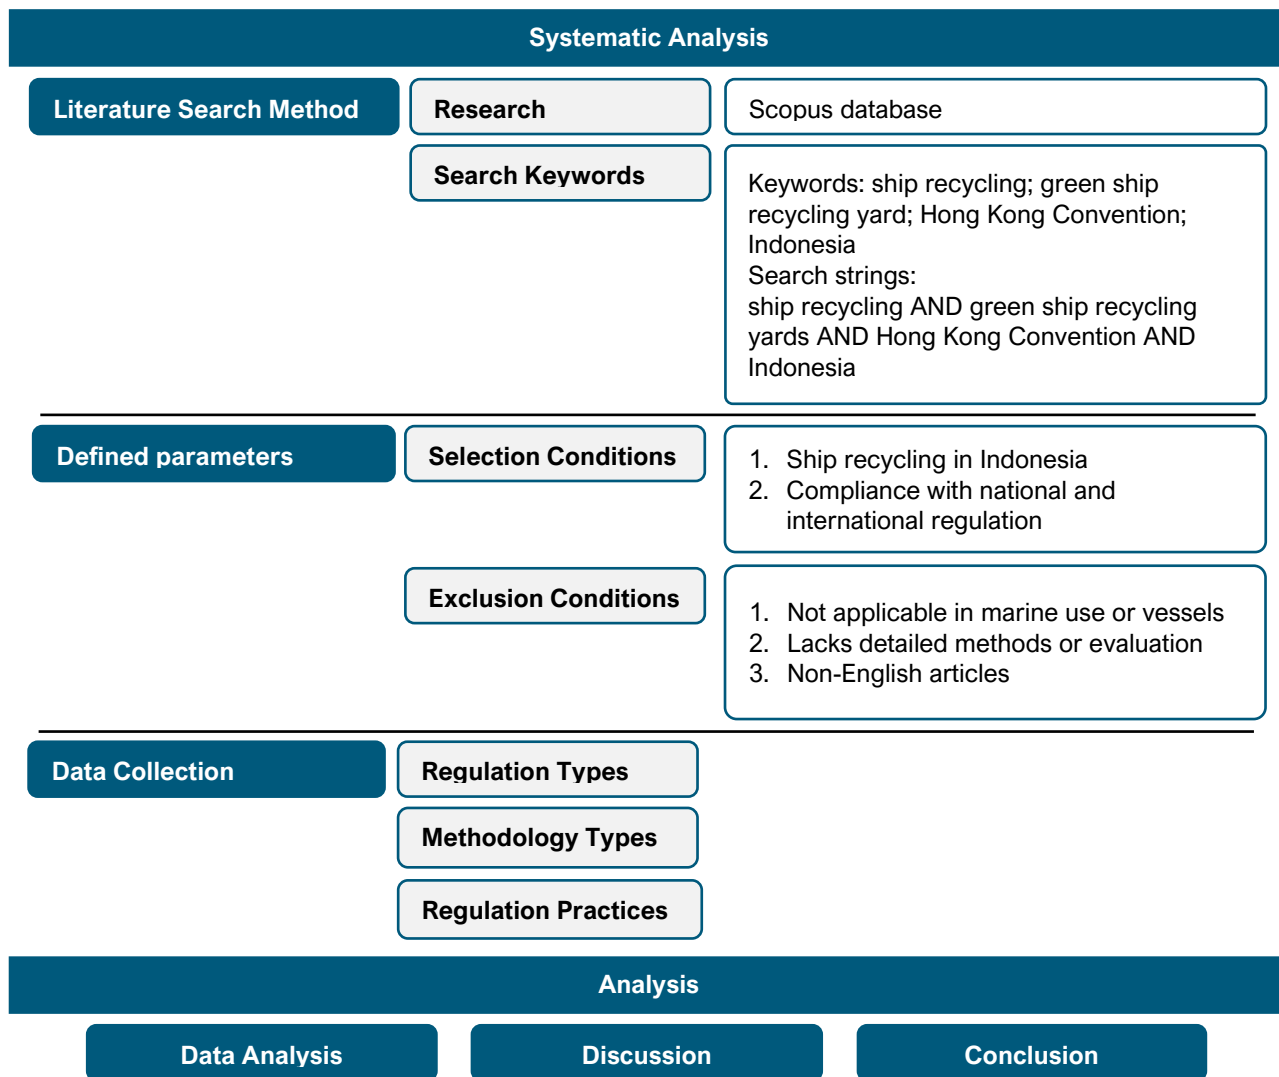 Systematic Analysis
Literature Search Method
Research
Scopus database
Search Keywords
Keywords: ship recycling; green ship
recycling yard; Hong Kong Convention;
Indonesia
Search strings:
ship recycling AND green ship recycling
yards AND Hong Kong Convention AND
Indonesia
Defined parameters
Selection Conditions
1. Ship recycling in Indonesia
2. Compliance with national and
international regulation
Exclusion Conditions
1. Not applicable in marine use or vessels
2. Lacks detailed methods or evaluation
3. Non-English articles
Data Collection
Regulation Types
Methodology Types
Regulation Practices
Analysis
Data Analysis
Discussion
Conclusion